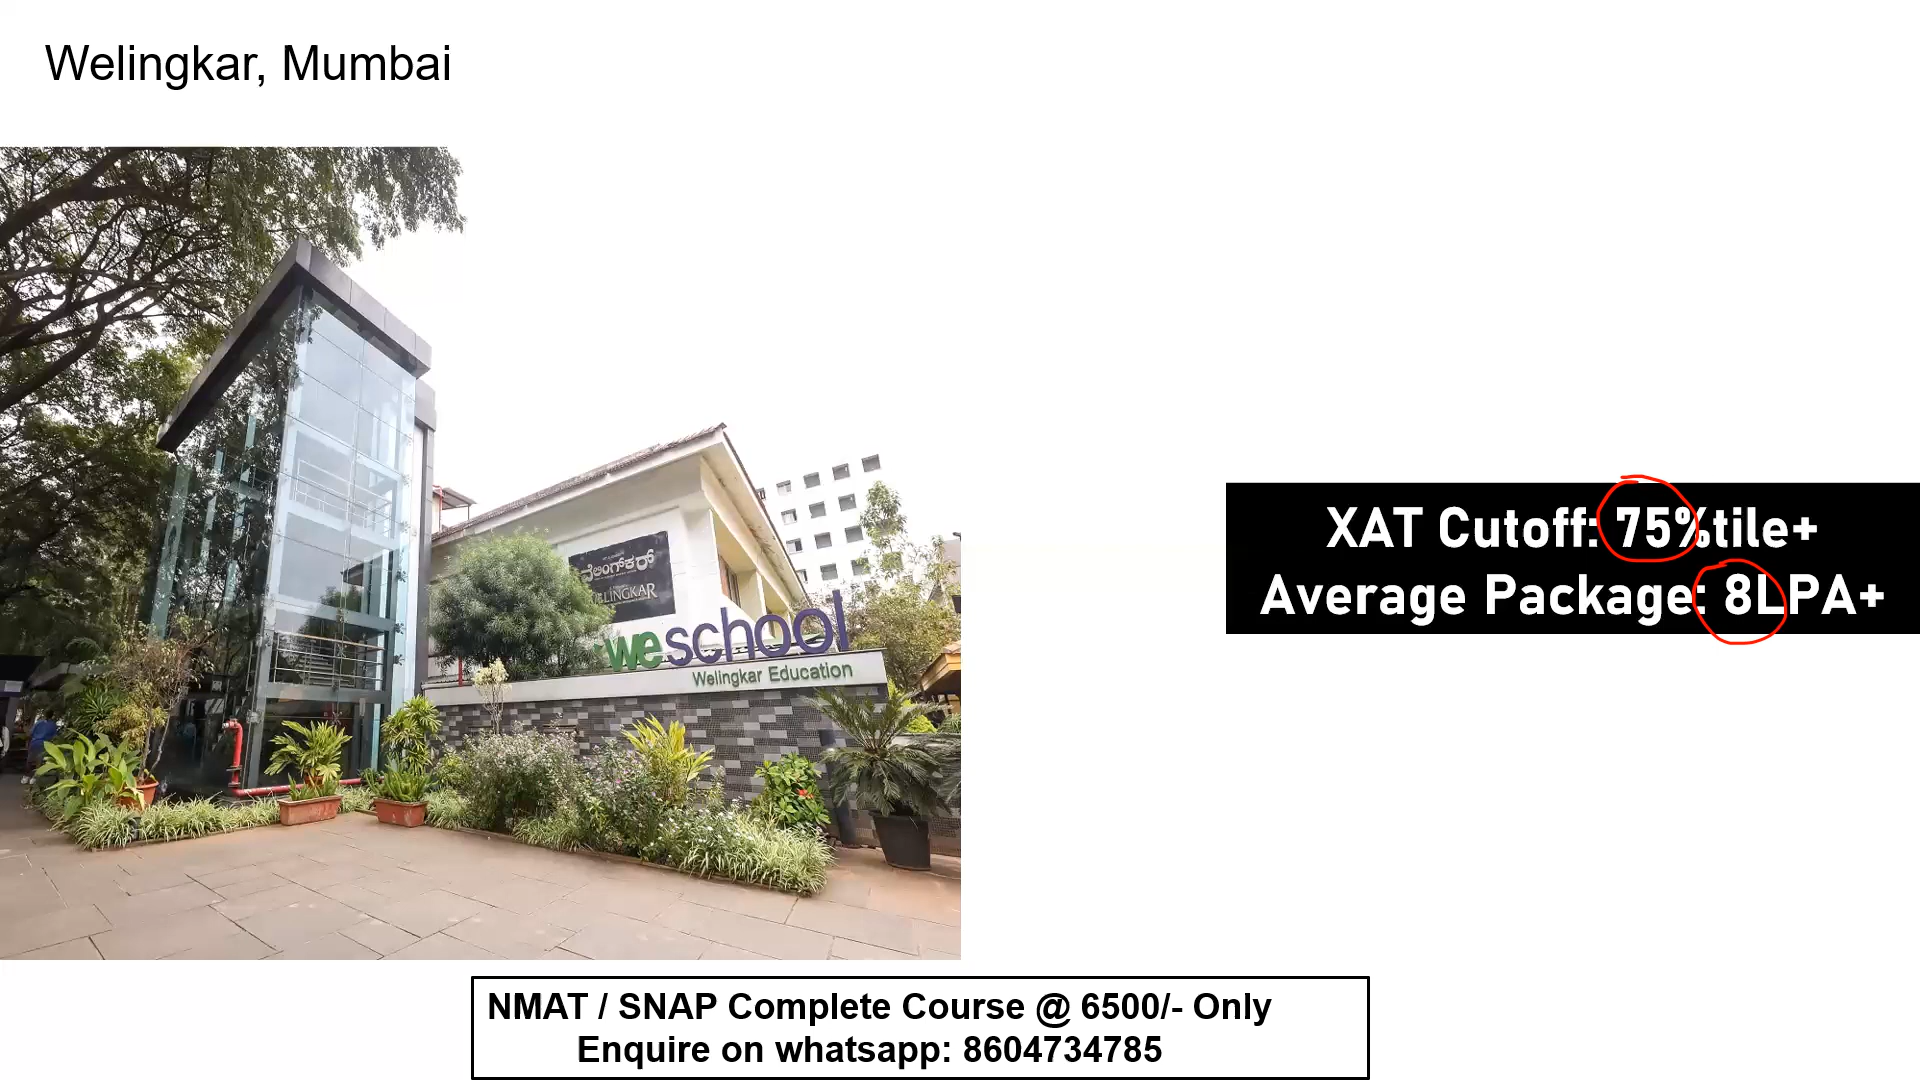 Welingkar, Mumbai
ವೆಲಿಂಗ್‌ಕರ್
WELINGKAR
weschool
Welingkar Education
XAT Cutoff: 75%tile+
Average Package: 8LPA+
NMAT / SNAP Complete Course @ 6500/- Only
Enquire on whatsapp: 8604734785